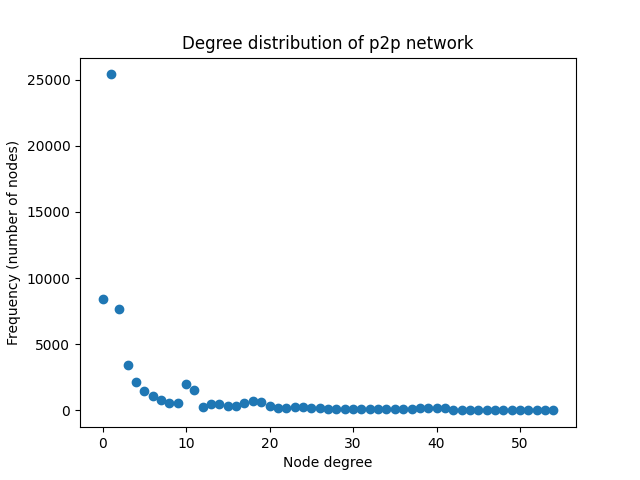 Degree distribution of p2p network
25000
20000
15000
10000
5000
0
Frequency (number of nodes)
0 10 20 30 40 50
Node degree